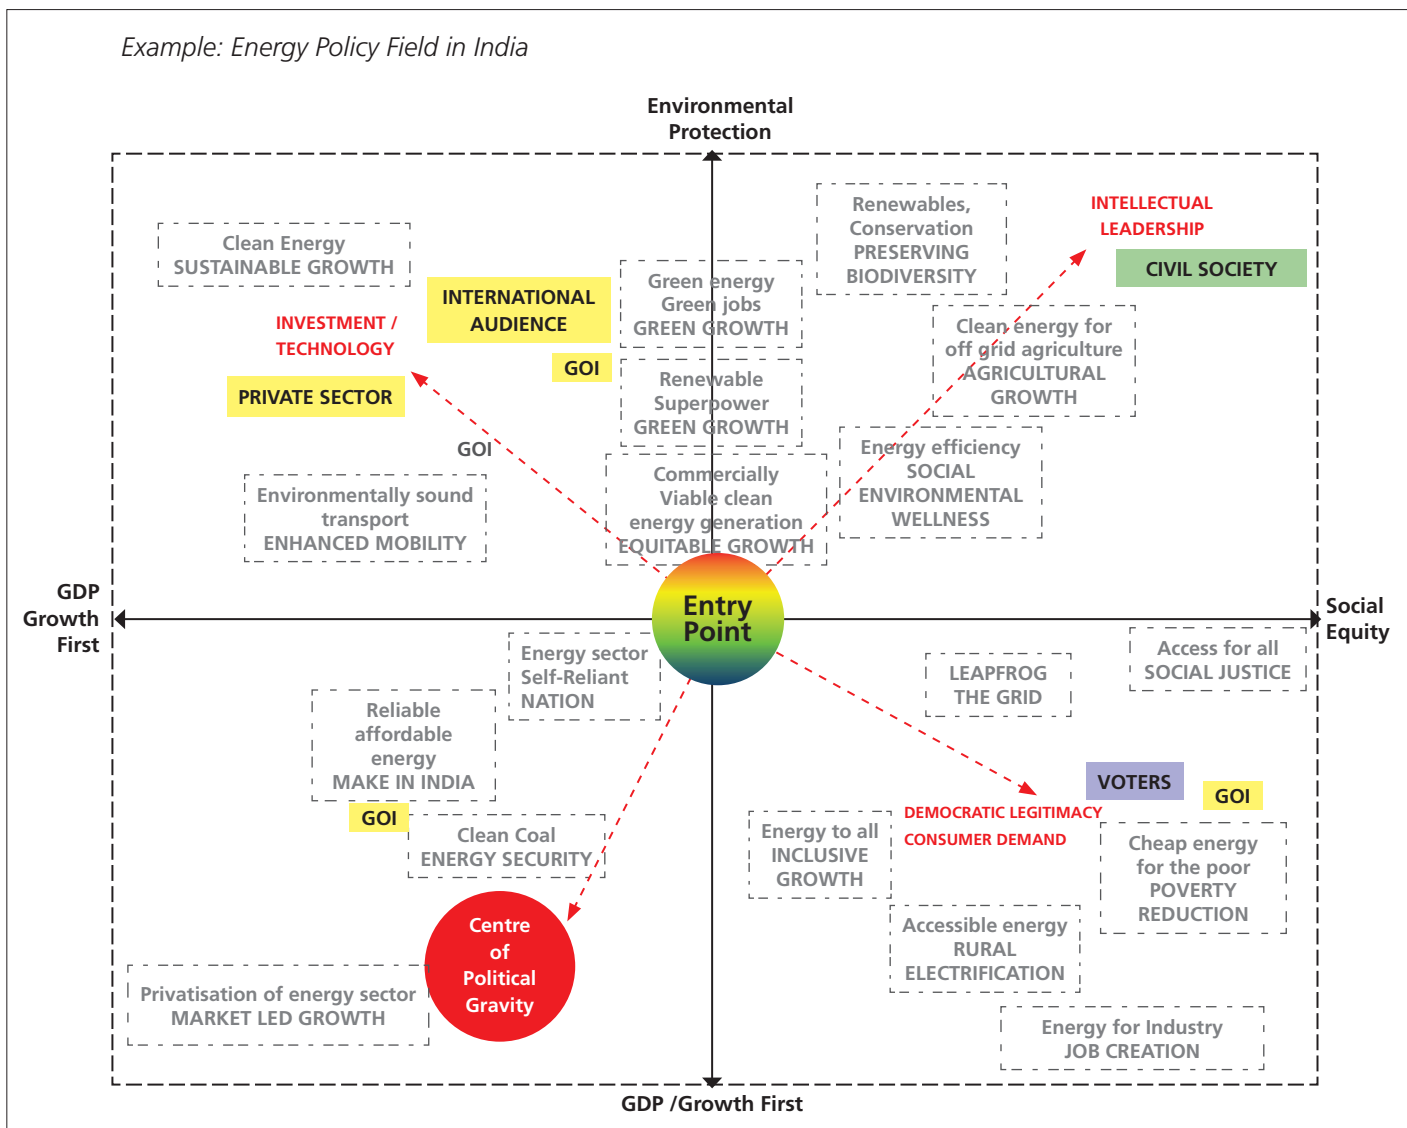 Example: Energy Policy Field in India
Environmental
Protection
Clean Energy
SUSTAINABLE GROWTH
INTERNATIONAL
AUDIENCE
INVESTMENT /
TECHNOLOGY
PRIVATE SECTOR
GOI
GOI
Environmentally sound
transport
ENHANCED MOBILITY
Green energy
Green jobs
GREEN GROWTH
Renewable
Superpower
GREEN GROWTH
Commercially
Viable clean
energy generation
EQUITABLE GROWTH
Renewables,
Conservation
PRESERVING
BIODIVERSITY
INTELLECTUAL
LEADERSHIP
CIVIL SOCIETY
Clean energy for
off grid agriculture
AGRICULTURAL
GROWTH
Energy efficiency
SOCIAL
ENVIRONMENTAL
WELLNESS
GDP
Growth
First
Entry
Point
Social
Equity
Energy sector
Self-Reliant
NATION
Reliable
affordable
energy
MAKE IN INDIA
GOI
Clean Coal
ENERGY SECURITY
Centre
of
Political
Gravity
Privatisation of energy sector
MARKET LED GROWTH
LEAPFROG
THE GRID
Access for all
SOCIAL JUSTICE
VOTERS
GOI
DEMOCRATIC LEGITIMACY
CONSUMER DEMAND
Energy to all
INCLUSIVE
GROWTH
Cheap energy
for the poor
POVERTY
REDUCTION
Accessible energy
RURAL
ELECTRIFICATION
Energy for Industry
JOB CREATION
GDP /Growth First